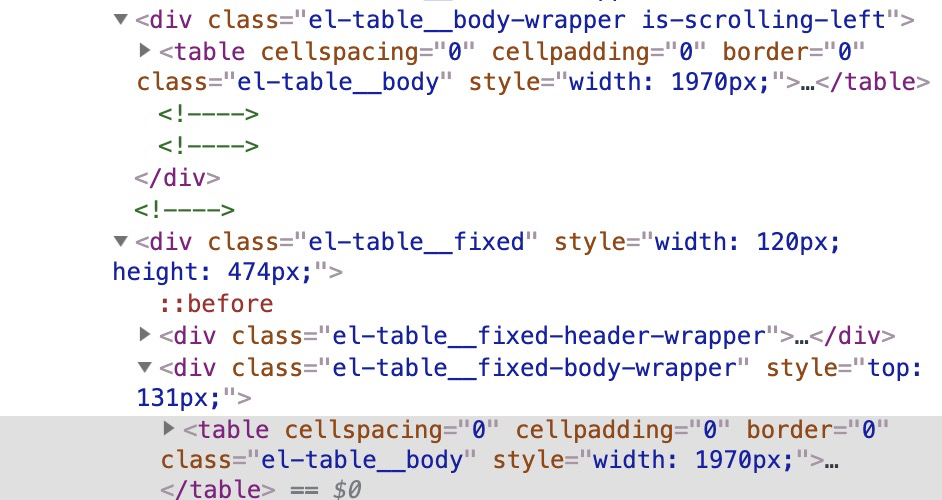 ▼<div class="el-table__body-wrapper is-scrolling-left">
▶<table cellspacing="0" cellpadding="0" border="0"
class="el-table__body" style="width: 1970px;">…</table>
<!---->
<!---->
</div>
<!---->
▼<div class="el-table__fixed" style="width: 120px;
height: 474px;">
::before
▶<div class="el-table__fixed-header-wrapper">…</div>
▼<div class="el-table__fixed-body-wrapper" style="top:
131px;">
▶<table cellspacing="0" cellpadding="0" border="0"
class="el-table__body" style="width: 1970px;">…
</table> == $0